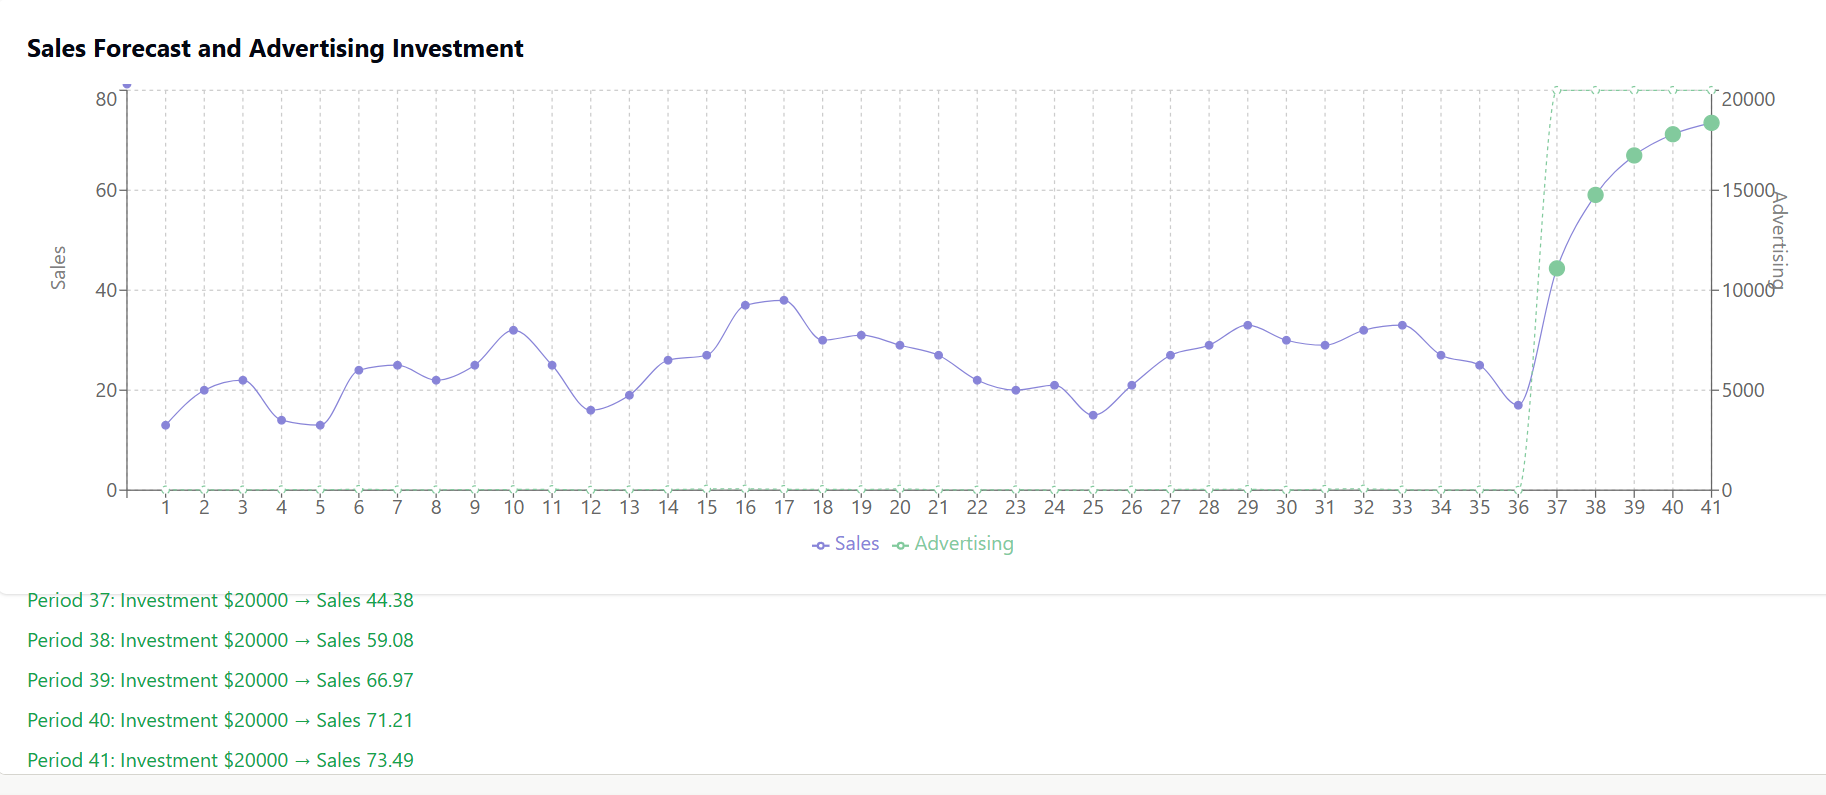 Sales Forecast and Advertising Investment
80
60
40
20
0
Sales
20000
15000
10000
5000
0
Advertising
1 2 3 4 5 6 7 8 9 10 11 12 13 14 15 16 17 18 19 20 21 22 23 24 25 26 27 28 29 30 31 32 33 34 35 36 37 38 39 40 41
Sales Advertising
Period 37: Investment $20000 → Sales 44.38
Period 38: Investment $20000 → Sales 59.08
Period 39: Investment $20000 → Sales 66.97
Period 40: Investment $20000 → Sales 71.21
Period 41: Investment $20000 → Sales 73.49